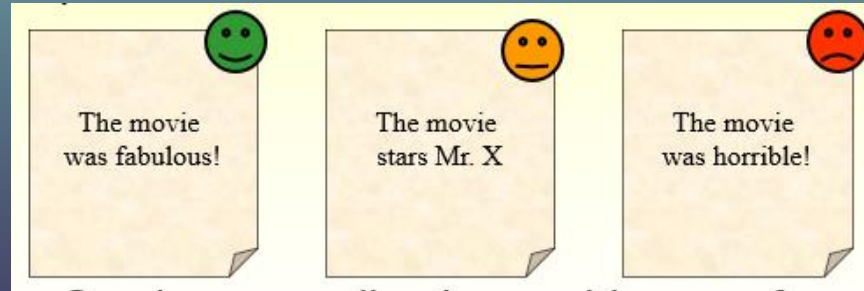 The movie
was fabulous!
The movie
stars Mr. X
The movie
was horrible!